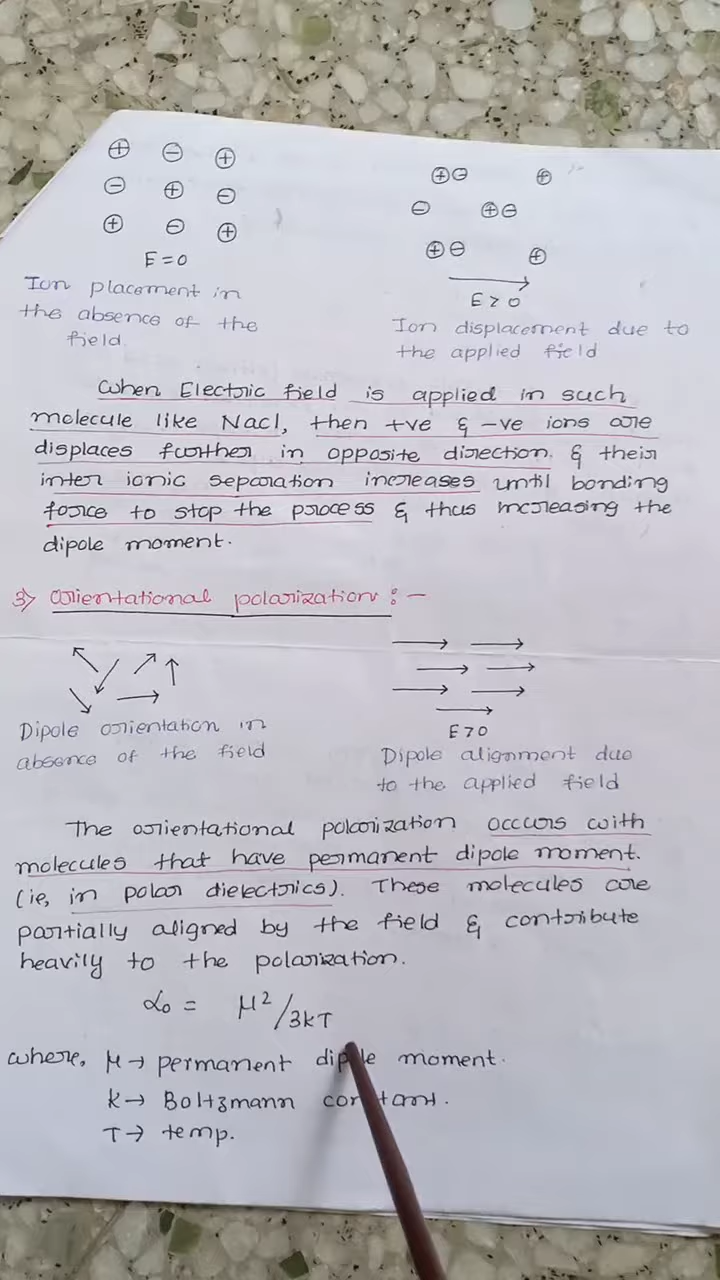 ⊕ ⊖ ⊕
⊖ ⊕ ⊖
⊕ ⊖ ⊕
E=0
Ion placement in
the absence of the
field.
⊕⊖ ⊕
⊖ ⊕⊖
⊕⊖ ⊕
E>0
Ion displacement due to
the applied field
When Electric field is applied in such
molecule like Nacl, then +ve & -ve ions are
displaces further in opposite direction & their
inter ionic separation increases until bonding
force to stop the process & thus increasing the
dipole moment.
3) Orientational polarization :-
Dipole orientation in
absence of the field
E>0
Dipole alignment due
to the applied field
The orientational polarization occurs with
molecules that have permanent dipole moment.
(ie, in polar dielectrics). These molecules are
partially aligned by the field & contribute
heavily to the polarization.
α₀ = μ²/3kT
where, μ → permanent dipole moment.
k → Boltzmann constant.
T → temp.